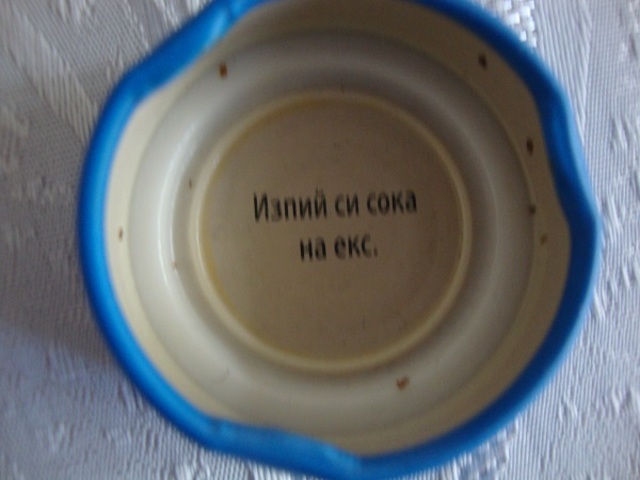 Изпий си сока
на екс.